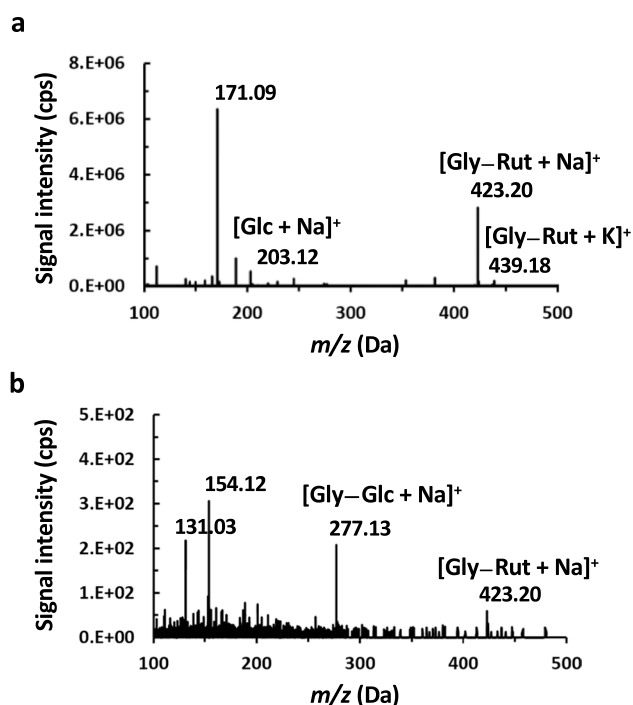 a
8.E+06
6.E+06
4.E+06
2.E+06
0.E+00
Signal intensity (cps)
171.09
[Glc + Na]⁺
203.12
[Gly–Rut + Na]⁺
423.20
[Gly–Rut + K]⁺
439.18
100 200 300 400 500
m/z (Da)
b
5.E+02
4.E+02
3.E+02
2.E+02
1.E+02
0.E+00
Signal intensity (cps)
154.12
131.03
[Gly–Glc + Na]⁺
277.13
[Gly–Rut + Na]⁺
423.20
100 200 300 400 500
m/z (Da)